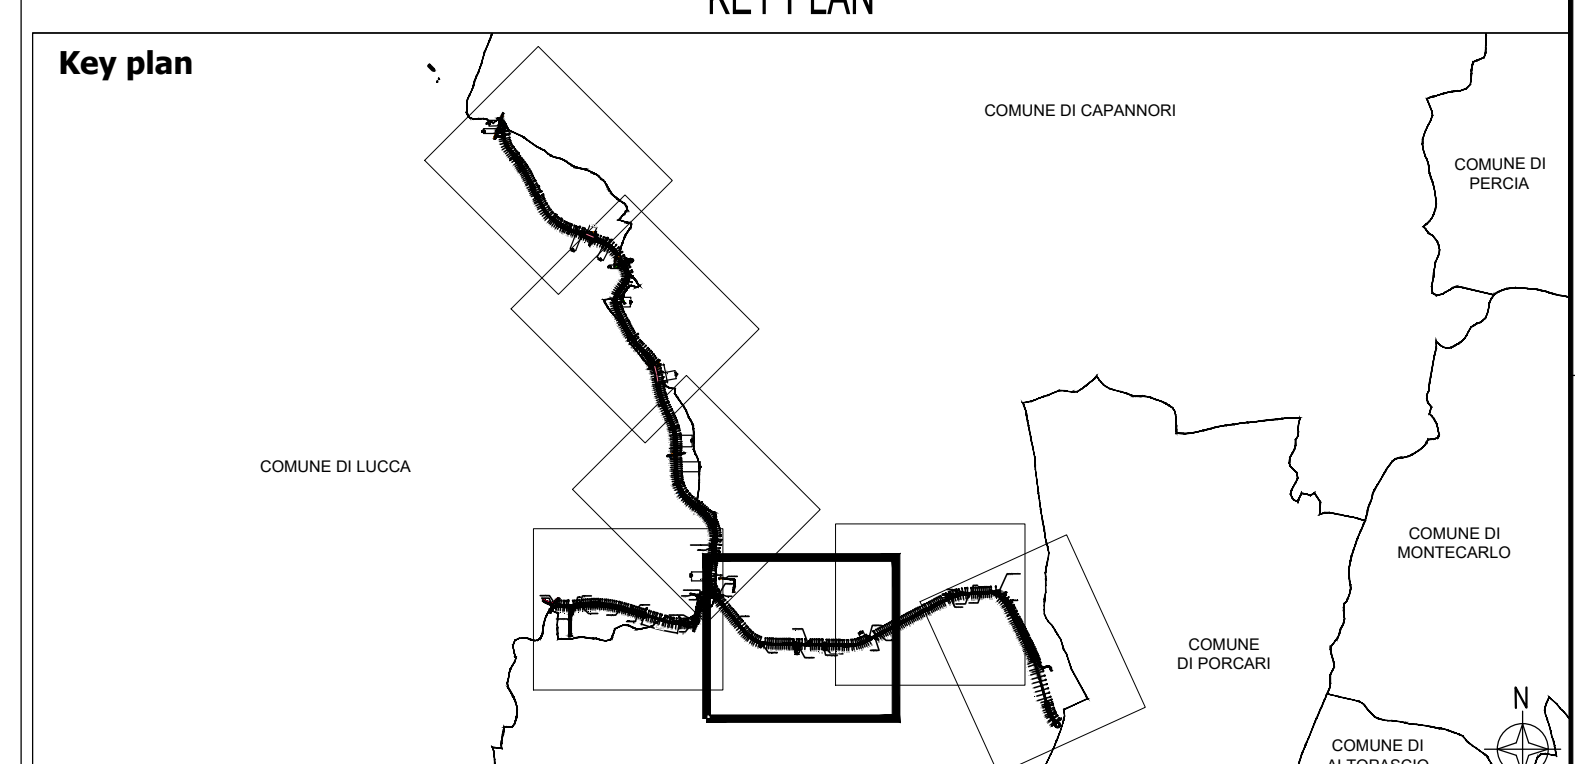 KEY PLAN
Key plan
COMUNE DI CAPANNORI
COMUNE DI
PERCIA
COMUNE DI LUCCA
COMUNE DI
MONTECARLO
COMUNE
DI PORCARI
N
COMUNE DI
ALTOPASCIO